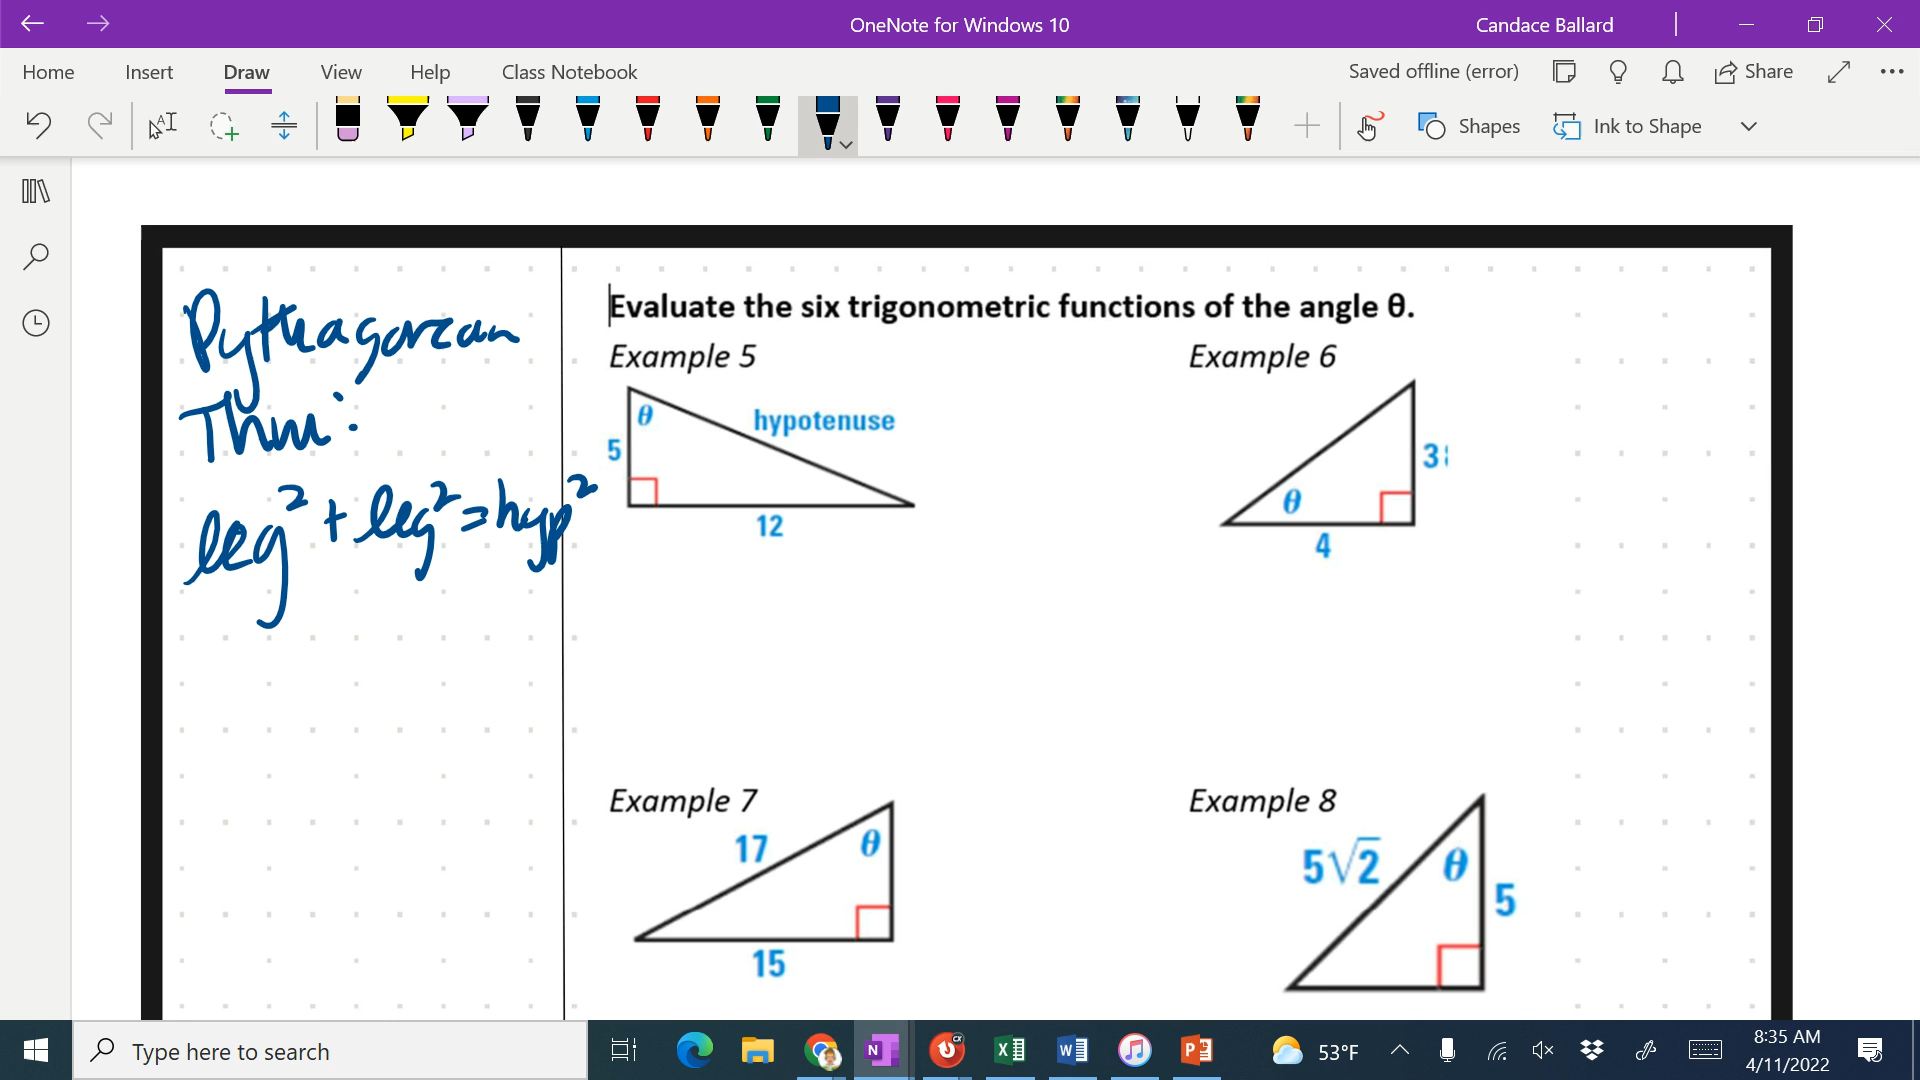 OneNote for Windows 10
Candace Ballard
Home Insert Draw View Help Class Notebook
Saved offline (error)
Share
Shapes
Ink to Shape
Pythagorean
Thm:
leg² + leg² = hyp²
Evaluate the six trigonometric functions of the angle θ.
Example 5
θ
hypotenuse
5
12
Example 6
3
θ
4
Example 7
17
θ
15
Example 8
5√2
θ
5
Type here to search
53°F
8:35 AM
4/11/2022